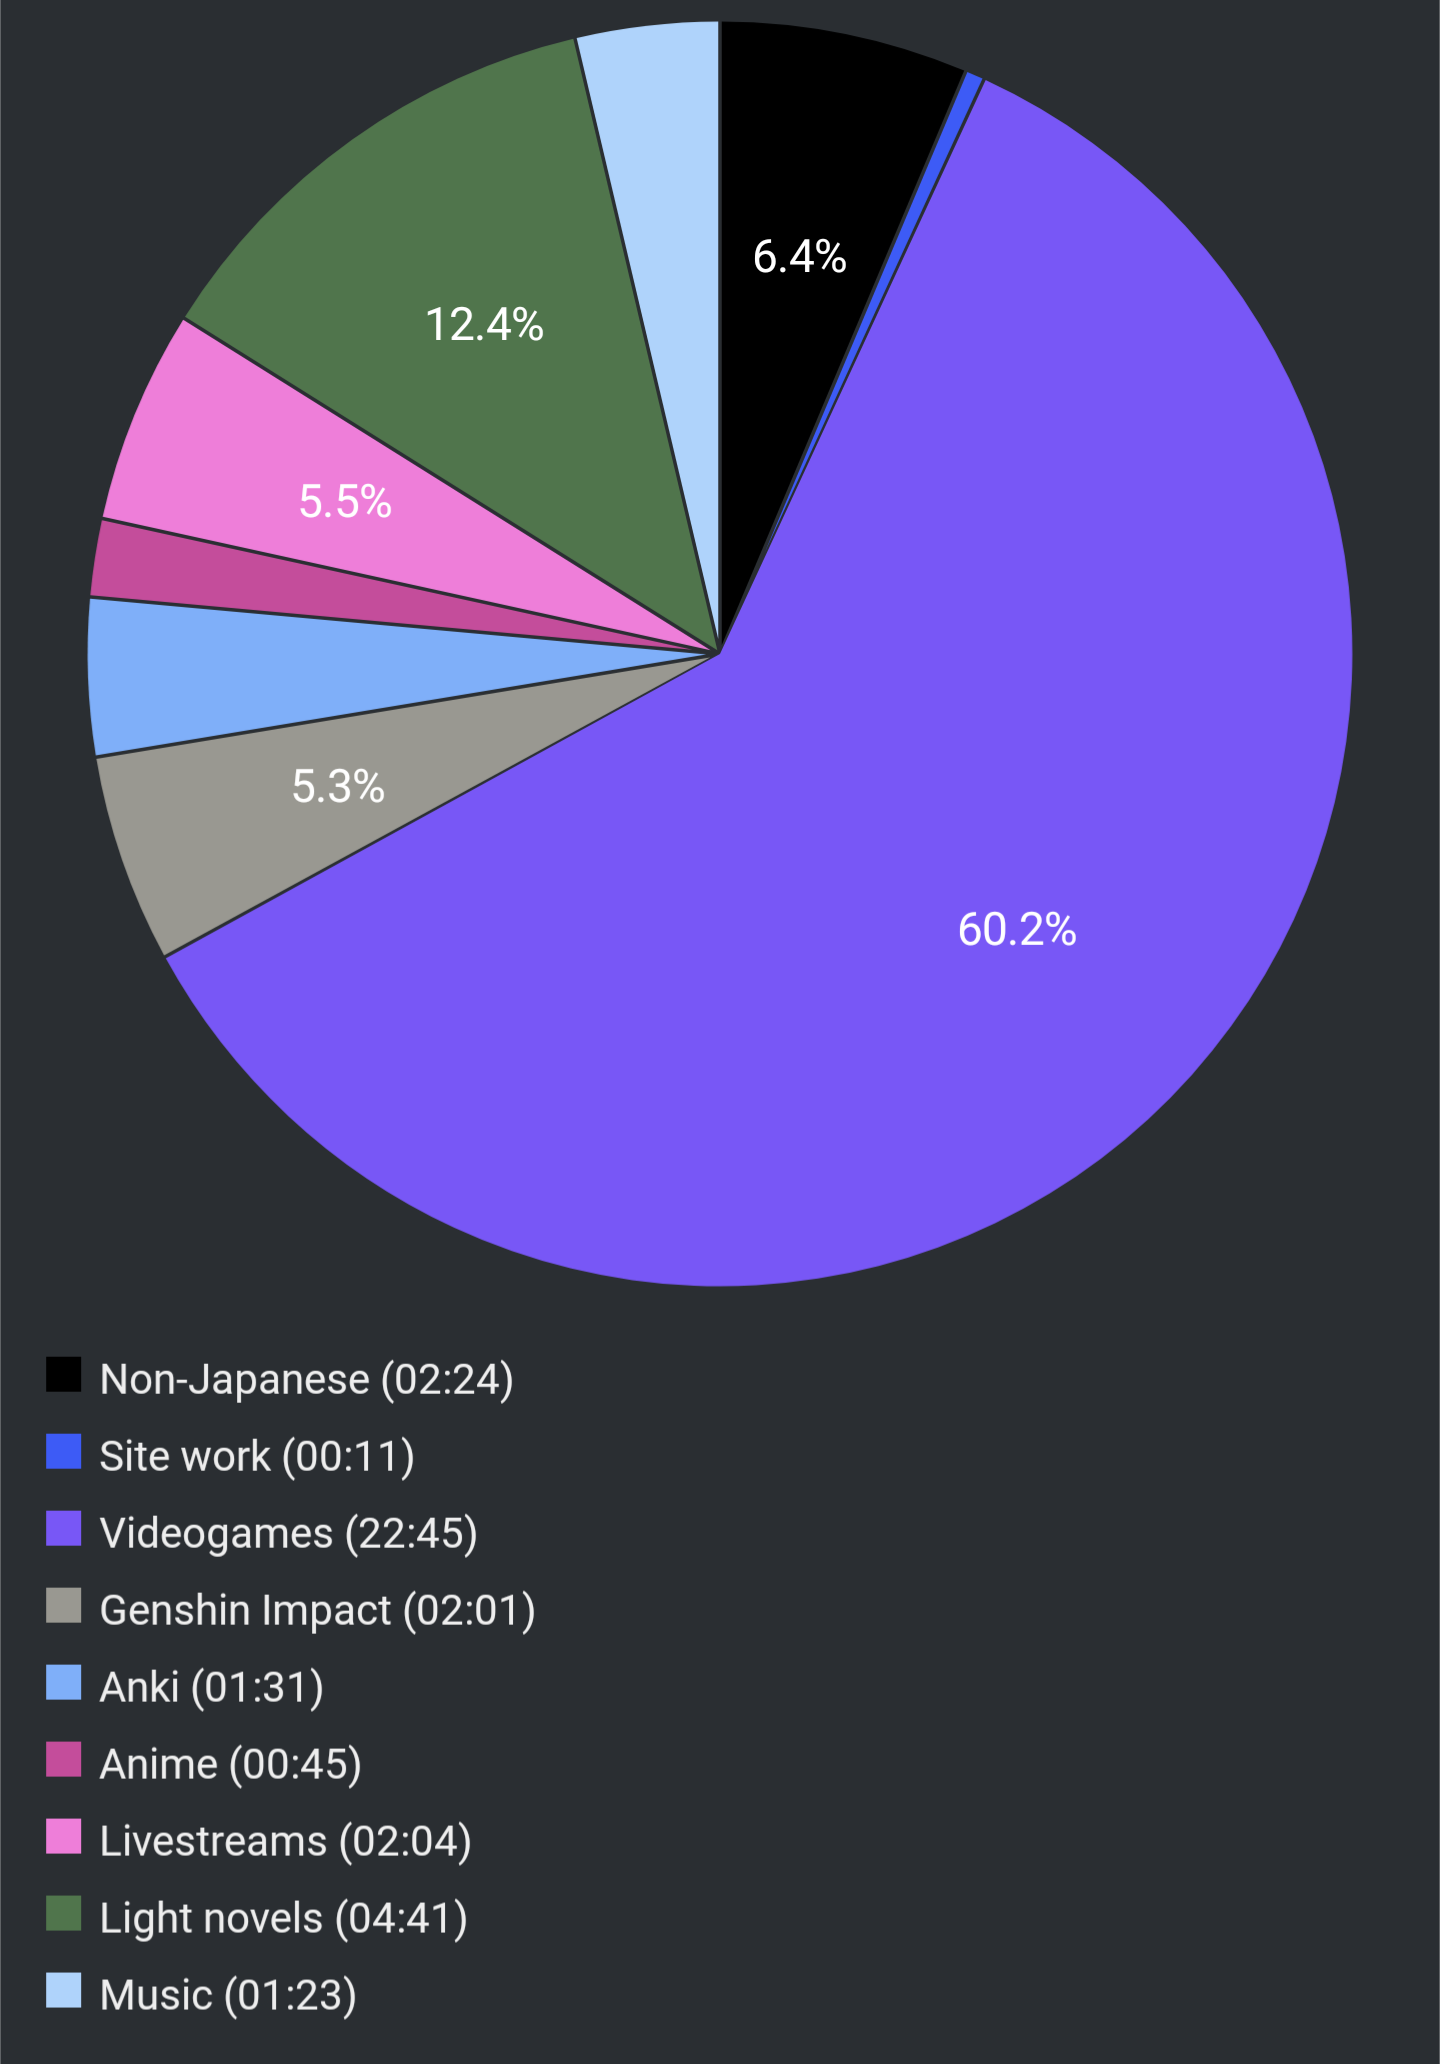 6.4%
12.4%
5.5%
5.3%
60.2%
Non-Japanese (02:24)
Site work (00:11)
Videogames (22:45)
Genshin Impact (02:01)
Anki (01:31)
Anime (00:45)
Livestreams (02:04)
Light novels (04:41)
Music (01:23)